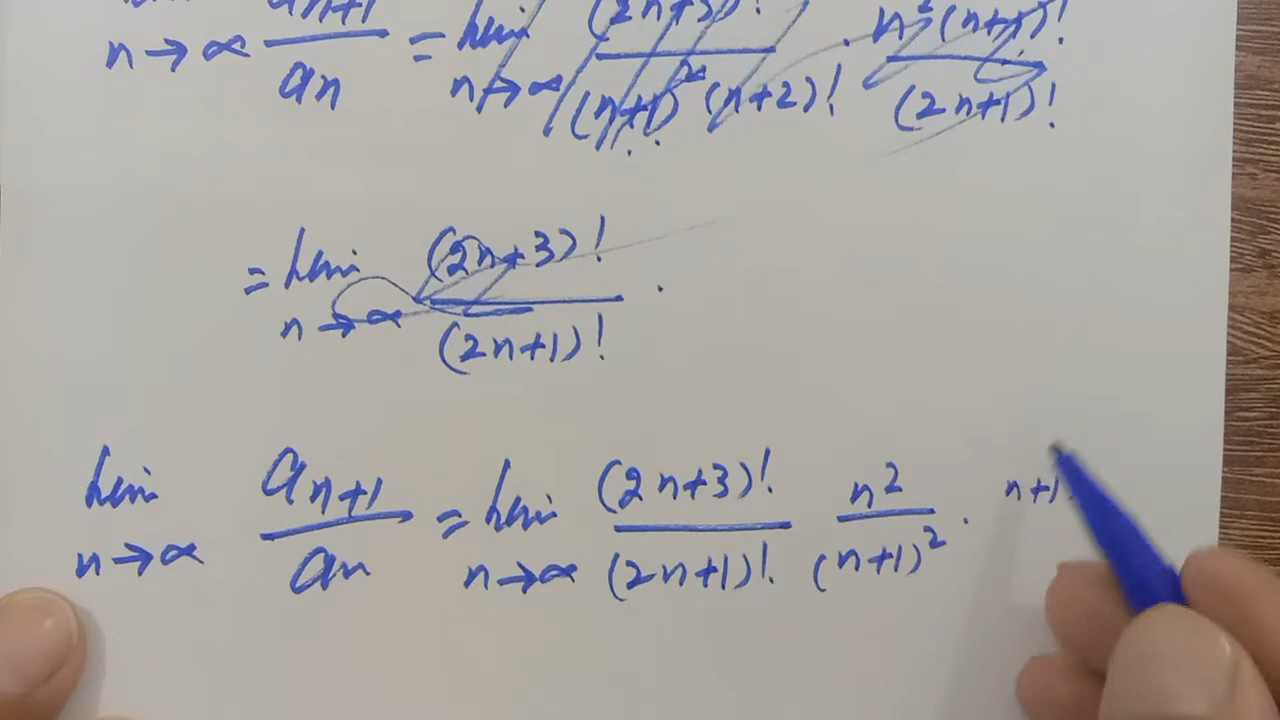 lim n→∞ an+1/an = lim n→∞ (2n+3)!/(n+1)²(n+2)! · n²(n+1)!/(2n+1)!
= lim n→∞ (2n+3)!/(2n+1)! ·
lim n→∞ an+1/an = lim n→∞ (2n+3)!/(2n+1)! n²/(n+1)² · n+1)